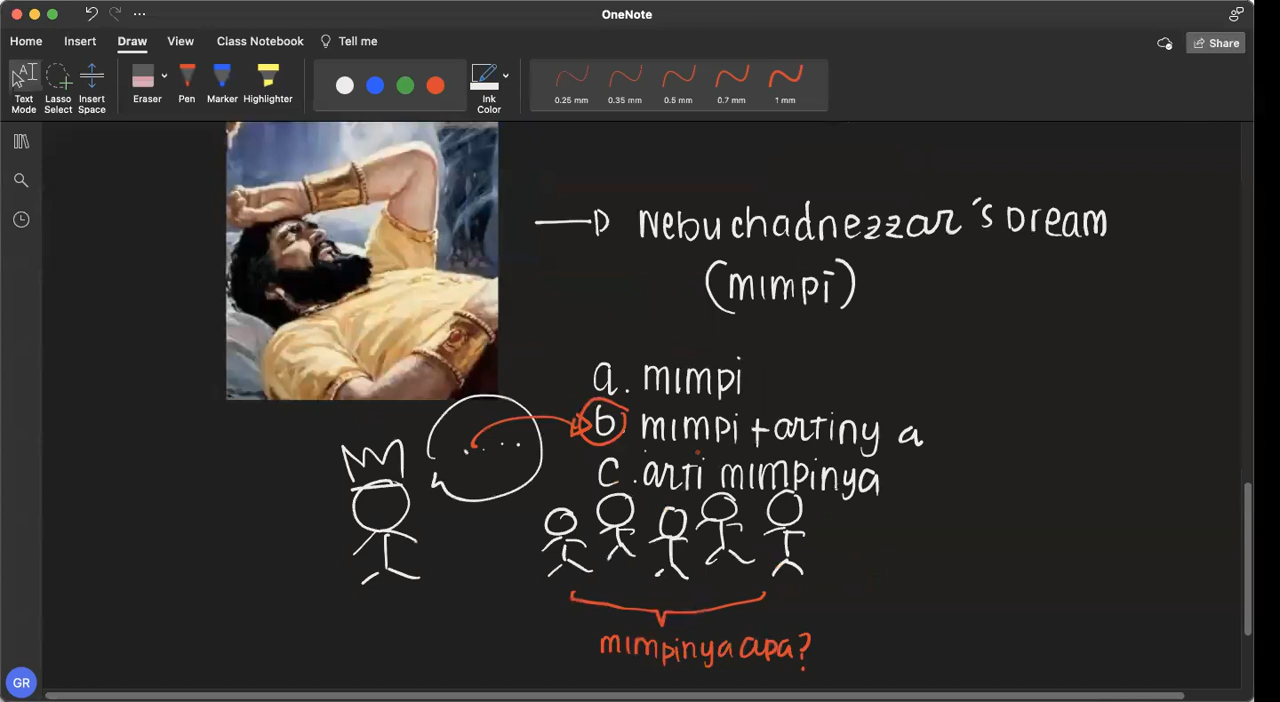 OneNote
Home Insert Draw View Class Notebook Tell me
Share
Text Mode
Lasso Select
Insert Space
Eraser
Pen
Marker
Highlighter
Ink Color
0.25 mm
0.35 mm
0.5 mm
0.7 mm
1 mm
Nebuchadnezzar's Dream
(mimpi)
a. mimpi
b. mimpi + artinya
c. arti mimpinya
mimpinya apa?
GR